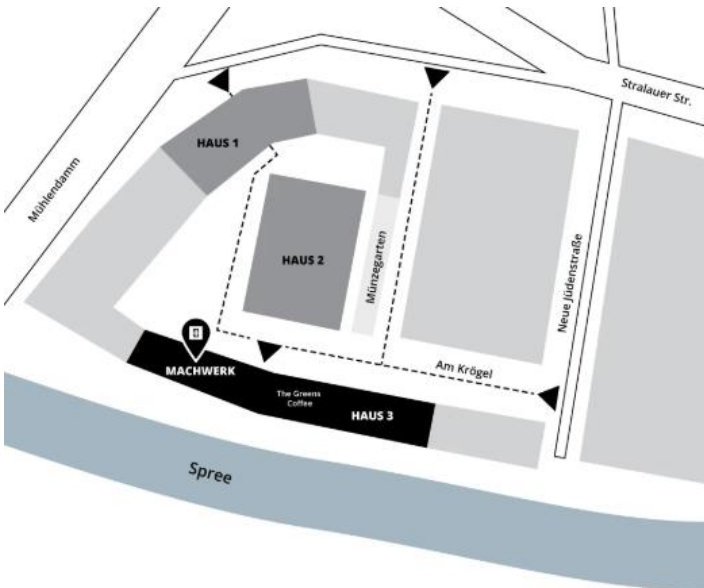 Stralauer Str.
HAUS 1
Mühlendamm
HAUS 2
Münzegarten
Neue Jüdenstraße
MACHWERK
The Greens
Coffee
HAUS 3
Am Krögel
Spree